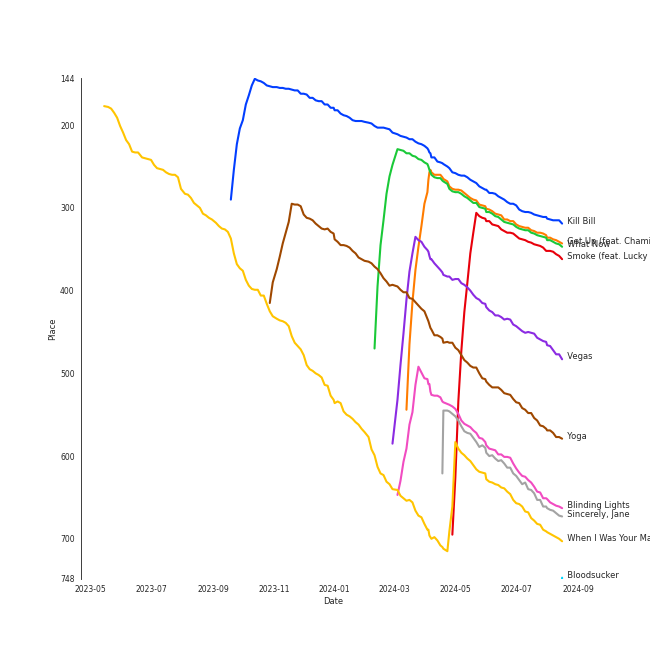 144
200
300
400
500
600
700
748
Place
Kill Bill
Get Up (feat. Chami
What Now
Smoke (feat. Lucky
Vegas
Yoga
Blinding Lights
Sincerely, Jane
When I Was Your Ma
Bloodsucker
2023-05
2023-07
2023-09
2023-11
2024-01
2024-03
2024-05
2024-07
2024-09
Date